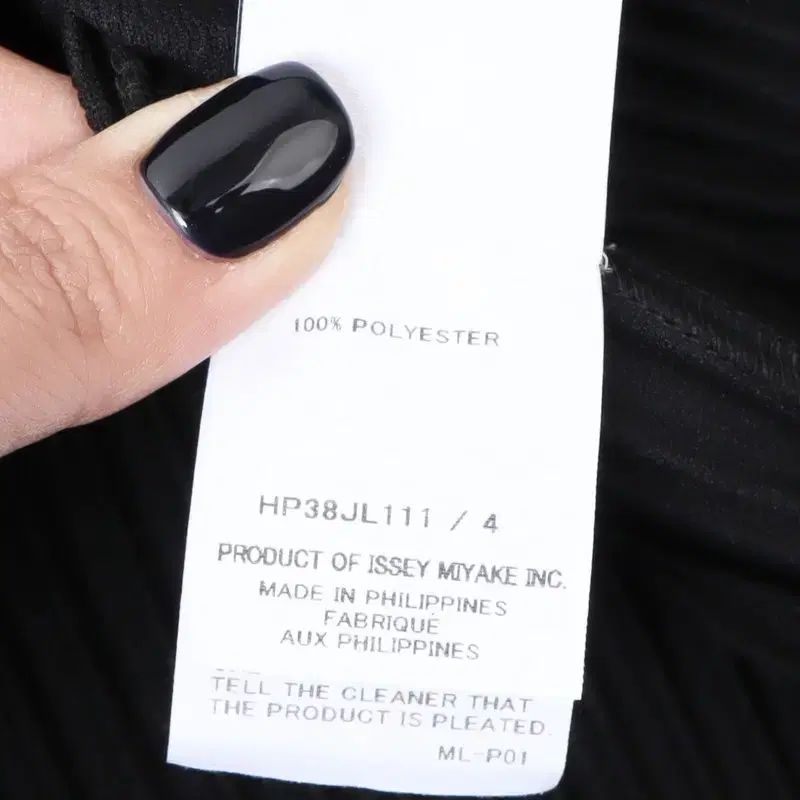 100% POLYESTER
HP38JL111 / 4
PRODUCT OF ISSEY MIYAKE INC.
MADE IN PHILIPPINES
FABRIQUÉ
AUX PHILIPPINES
TELL THE CLEANER THAT
THE PRODUCT IS PLEATED.
ML-P01